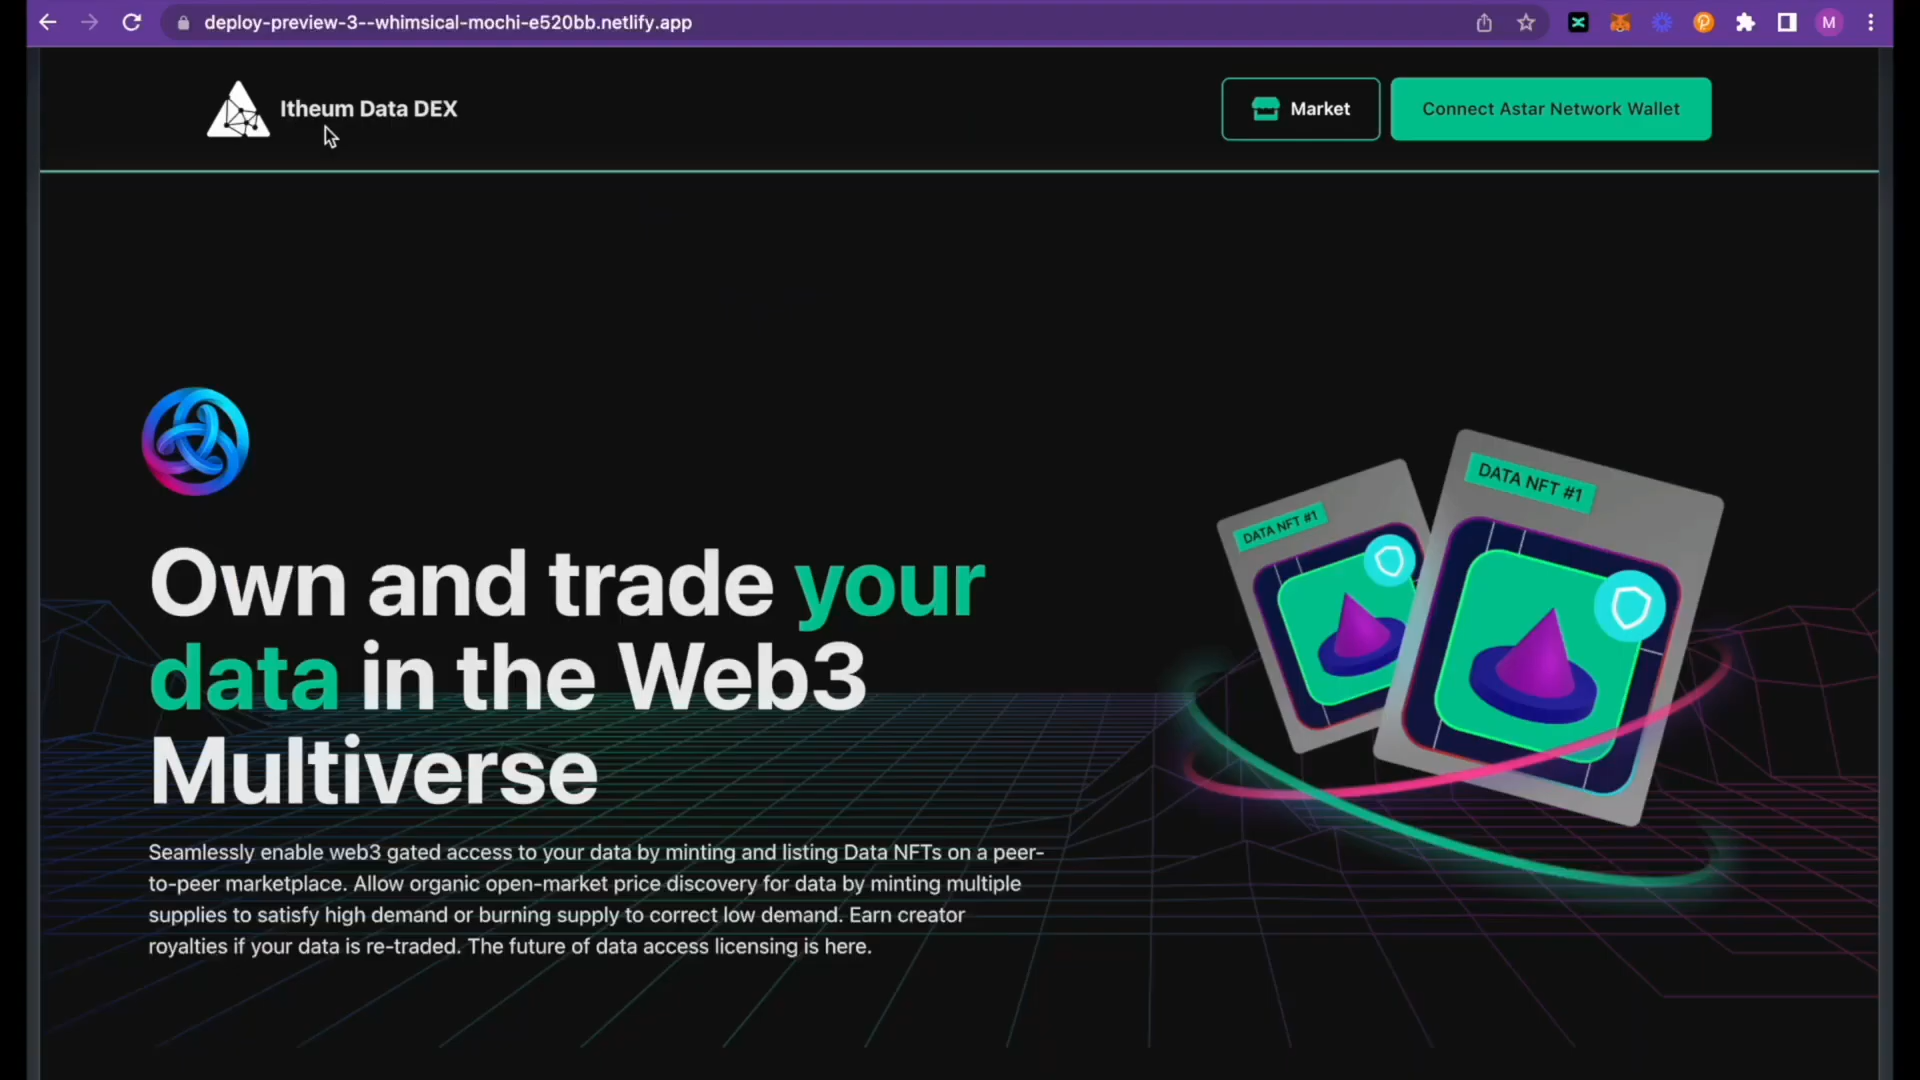 deploy-preview-3--whimsical-mochi-e520bb.netlify.app
M
Itheum Data DEX
Market
Connect Astar Network Wallet
DATA NFT #1
DATA NFT #1
Own and trade your
data in the Web3
Multiverse
Seamlessly enable web3 gated access to your data by minting and listing Data NFTs on a peer-
to-peer marketplace. Allow organic open-market price discovery for data by minting multiple
supplies to satisfy high demand or burning supply to correct low demand. Earn creator
royalties if your data is re-traded. The future of data access licensing is here.